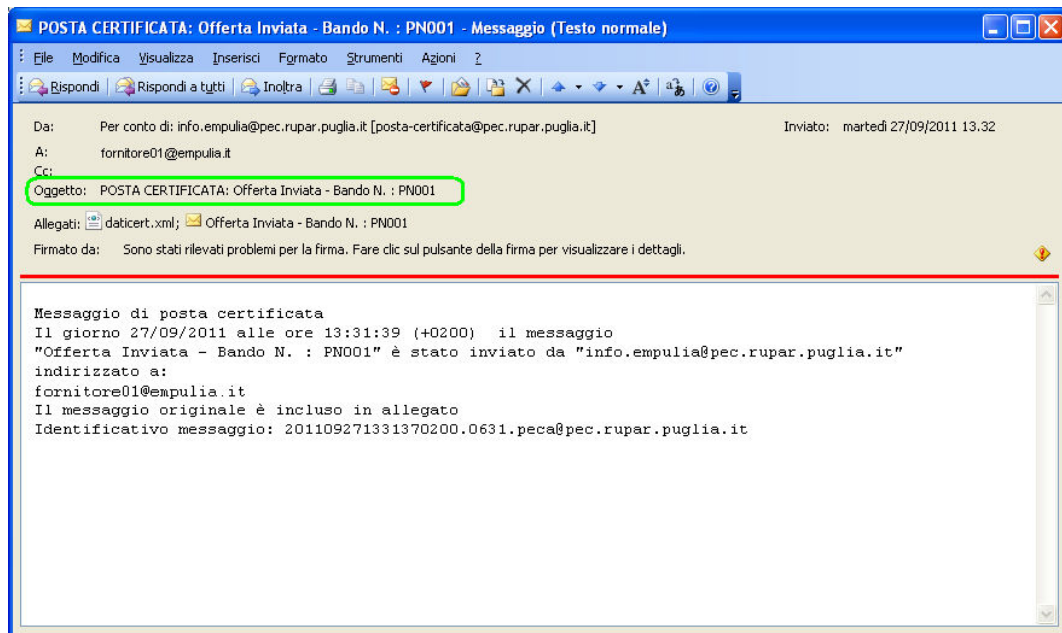 POSTA CERTIFICATA: Offerta Inviata - Bando N. : PN001 - Messaggio (Testo normale)
File Modifica Visualizza Inserisci Formato Strumenti Azioni ?
Rispondi Rispondi a tutti Inoltra
Da: Per conto di: info.empulia@pec.rupar.puglia.it [posta-certificata@pec.rupar.puglia.it] Inviato: martedì 27/09/2011 13.32
A: fornitore01@empulia.it
Cc:
Oggetto: POSTA CERTIFICATA: Offerta Inviata - Bando N. : PN001
Allegati: daticert.xml; Offerta Inviata - Bando N. : PN001
Firmato da: Sono stati rilevati problemi per la firma. Fare clic sul pulsante della firma per visualizzare i dettagli.
Messaggio di posta certificata
Il giorno 27/09/2011 alle ore 13:31:39 (+0200) il messaggio
"Offerta Inviata - Bando N. : PN001" è stato inviato da "info.empulia@pec.rupar.puglia.it"
indirizzato a:
fornitore01@empulia.it
Il messaggio originale è incluso in allegato
Identificativo messaggio: 201109271331370200.0631.peca@pec.rupar.puglia.it